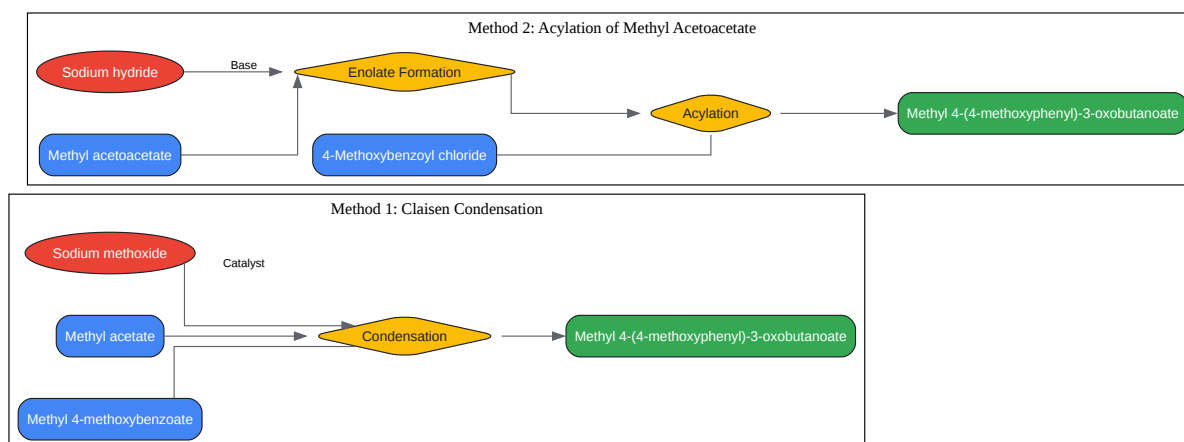 Method 2: Acylation of Methyl Acetoacetate
Sodium hydride
Base
Enolate Formation
Acylation
Methyl 4-(4-methoxyphenyl)-3-oxobutanoate
Methyl acetoacetate
4-Methoxybenzoyl chloride
Method 1: Claisen Condensation
Sodium methoxide
Catalyst
Methyl acetate
Condensation
Methyl 4-(4-methoxyphenyl)-3-oxobutanoate
Methyl 4-methoxybenzoate